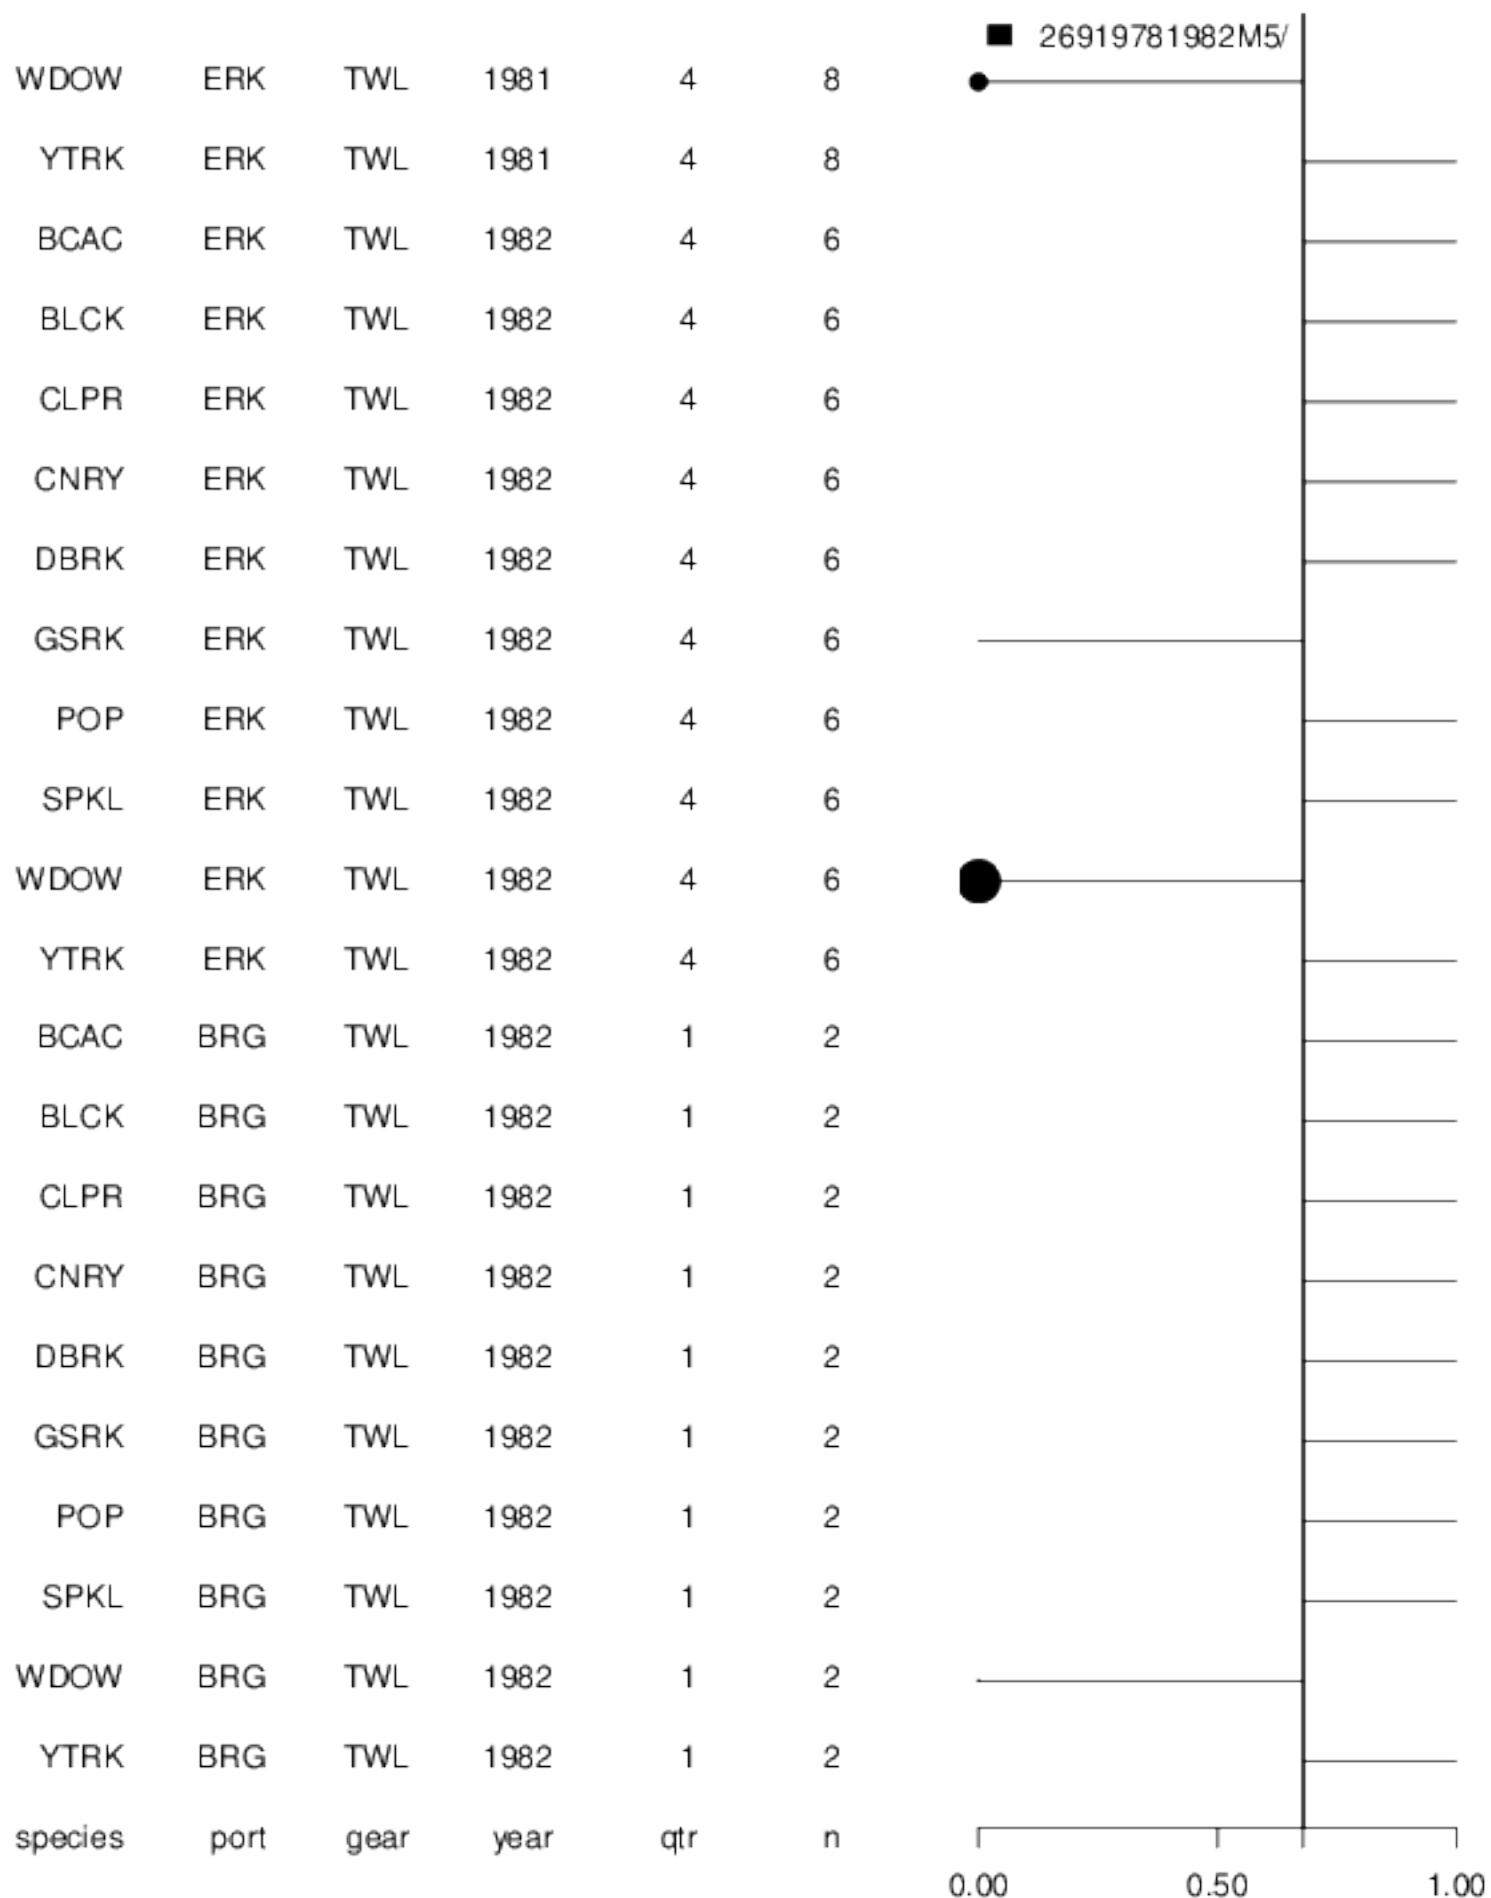 26919781982M5/
WDOW ERK TWL 1981 4 8
YTRK ERK TWL 1981 4 8
BCAC ERK TWL 1982 4 6
BLCK ERK TWL 1982 4 6
CLPR ERK TWL 1982 4 6
CNRY ERK TWL 1982 4 6
DBRK ERK TWL 1982 4 6
GSRK ERK TWL 1982 4 6
POP ERK TWL 1982 4 6
SPKL ERK TWL 1982 4 6
WDOW ERK TWL 1982 4 6
YTRK ERK TWL 1982 4 6
BCAC BRG TWL 1982 1 2
BLCK BRG TWL 1982 1 2
CLPR BRG TWL 1982 1 2
CNRY BRG TWL 1982 1 2
DBRK BRG TWL 1982 1 2
GSRK BRG TWL 1982 1 2
POP BRG TWL 1982 1 2
SPKL BRG TWL 1982 1 2
WDOW BRG TWL 1982 1 2
YTRK BRG TWL 1982 1 2
species port gear year qtr n
0.00 0.50 1.00